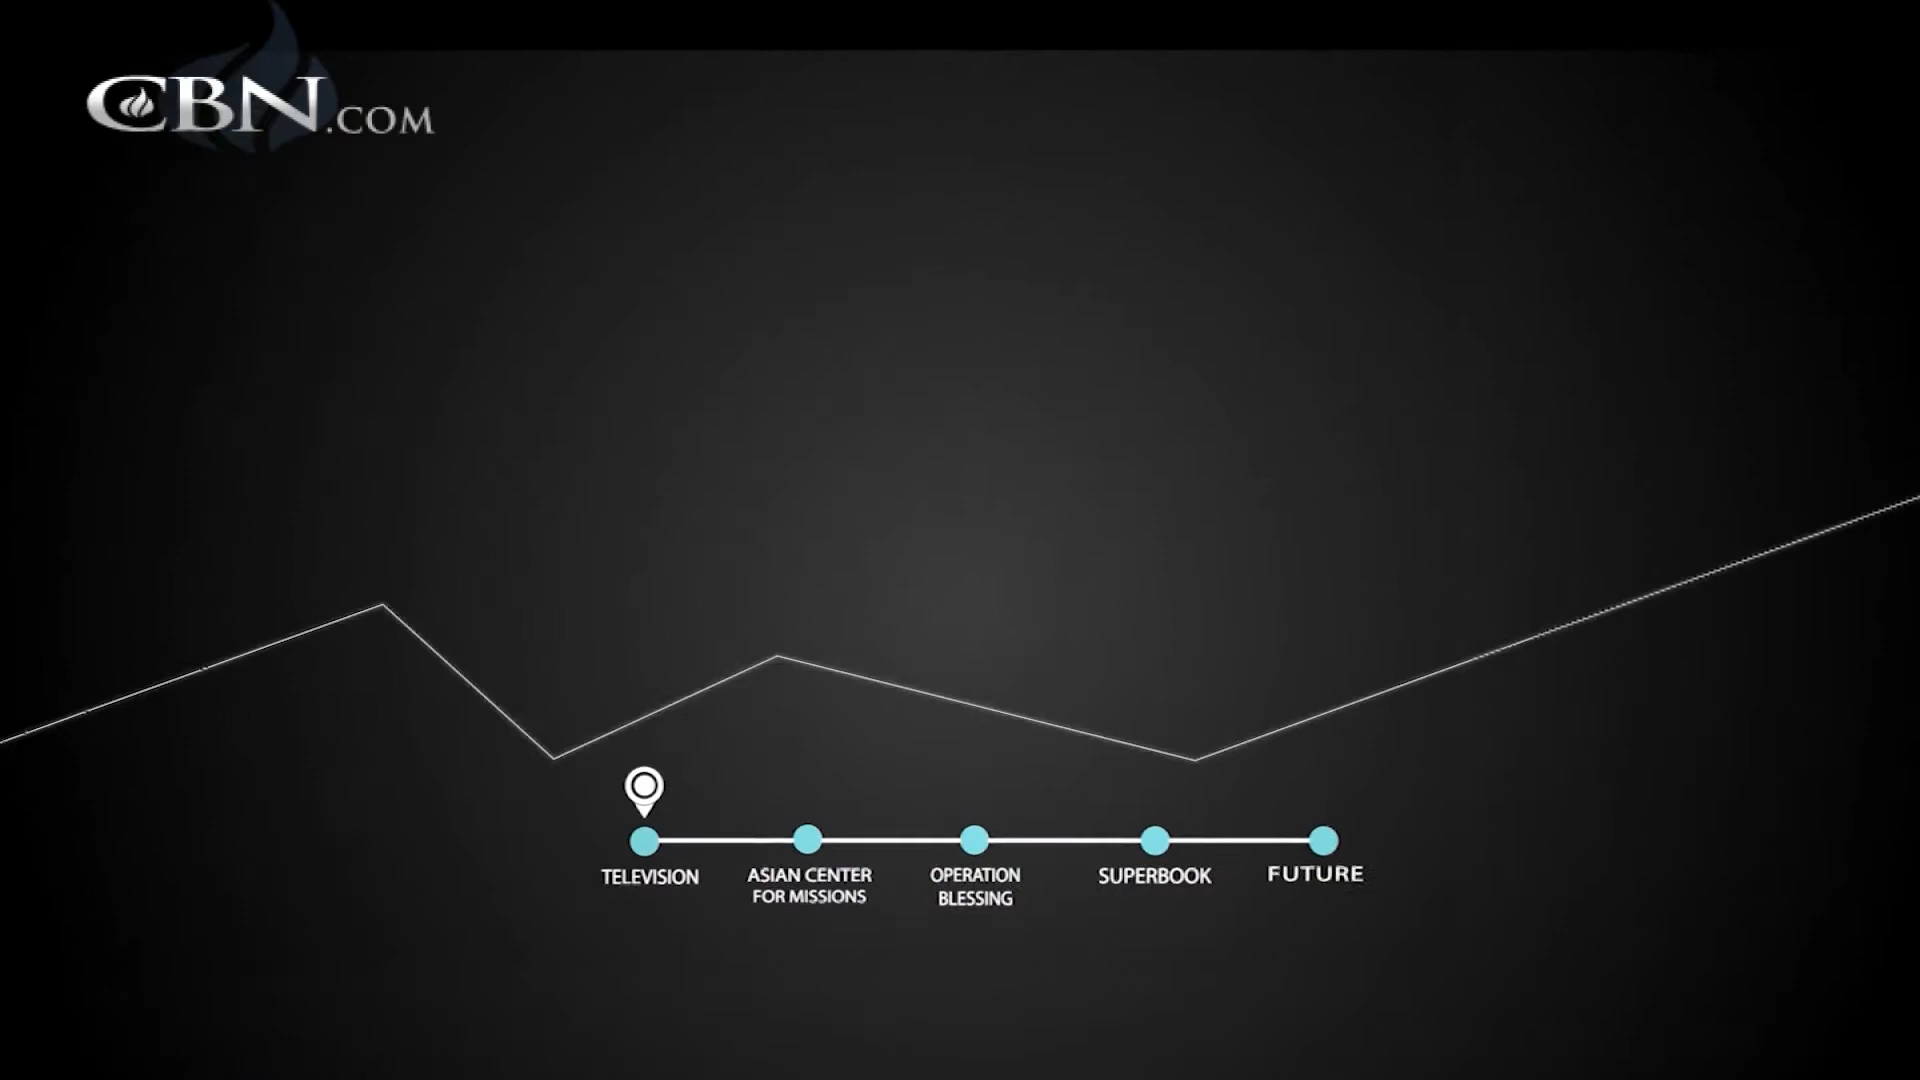 CBN.COM
TELEVISION
ASIAN CENTER
FOR MISSIONS
OPERATION
BLESSING
SUPERBOOK
FUTURE